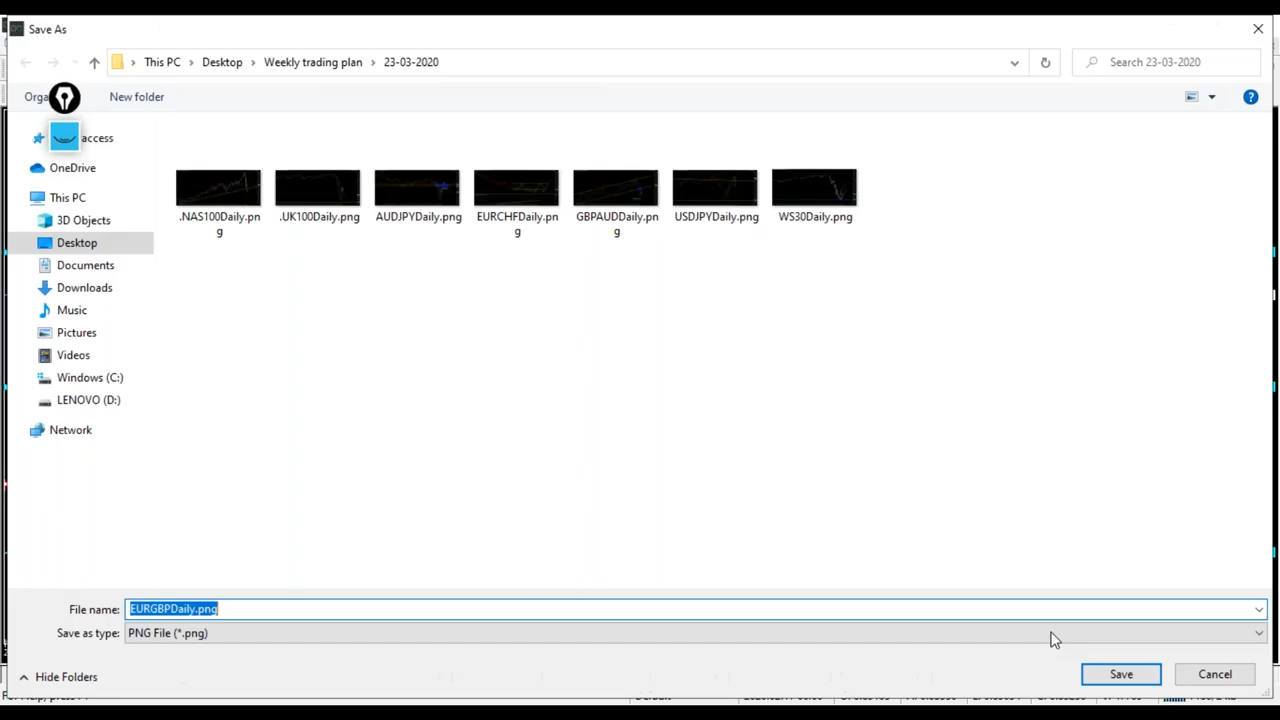 Save As
This PC > Desktop > Weekly trading plan > 23-03-2020
Search 23-03-2020
Orga
New folder
access
OneDrive
This PC
3D Objects
Desktop
Documents
Downloads
Music
Pictures
Videos
Windows (C:)
LENOVO (D:)
Network
.NAS100Daily.pn
g
.UK100Daily.png
AUDJPYDaily.png
EURCHFDaily.pn
g
GBPAUDDaily.pn
g
USDJPYDaily.png
WS30Daily.png
File name: EURGBPDaily.png
Save as type: PNG File (*.png)
Hide Folders
Save
Cancel